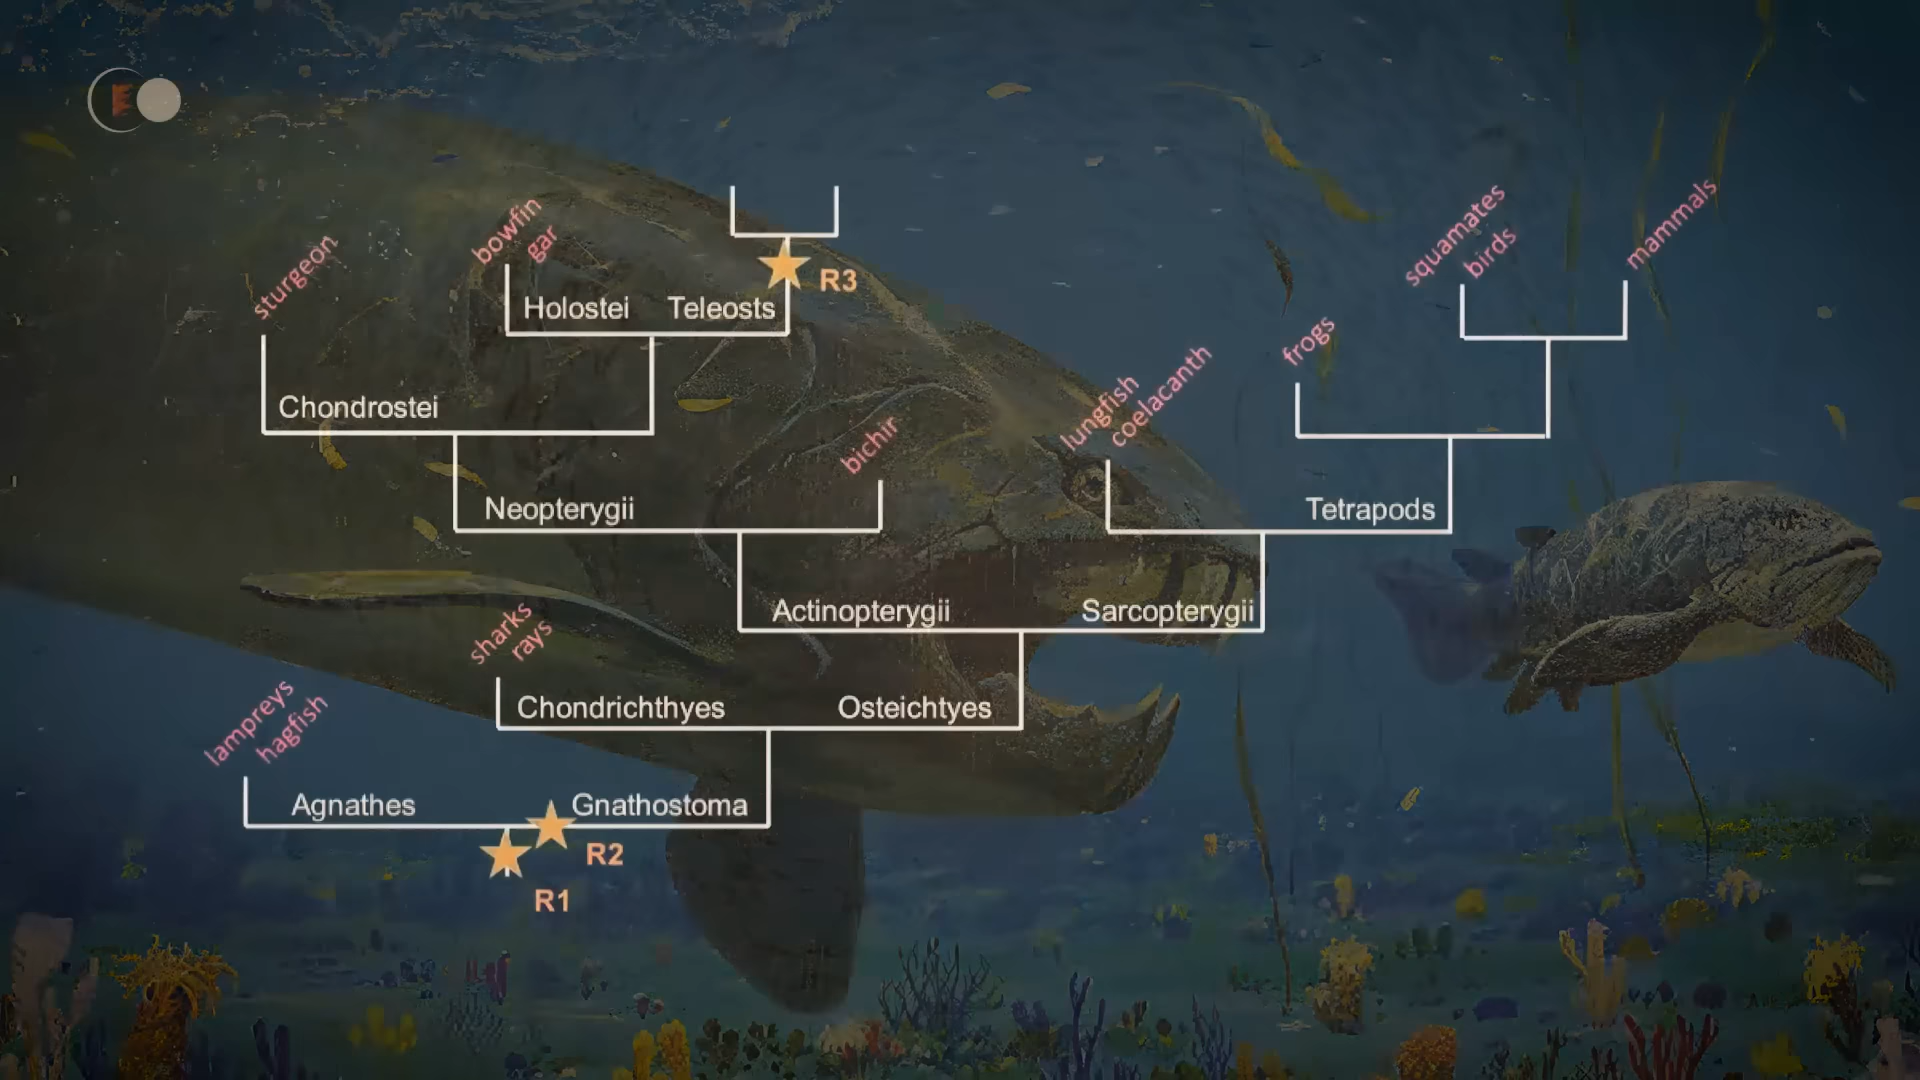 E
squamates
birds
mammals
bowfin
gar
sturgeon
R3
Holostei
Teleosts
frogs
lungfish
coelacanth
Chondrostei
bichir
Neopterygii
Tetrapods
sharks
rays
Actinopterygii
Sarcopterygii
lampreys
hagfish
Chondrichthyes
Osteichtyes
Agnathes
Gnathostoma
R2
R1